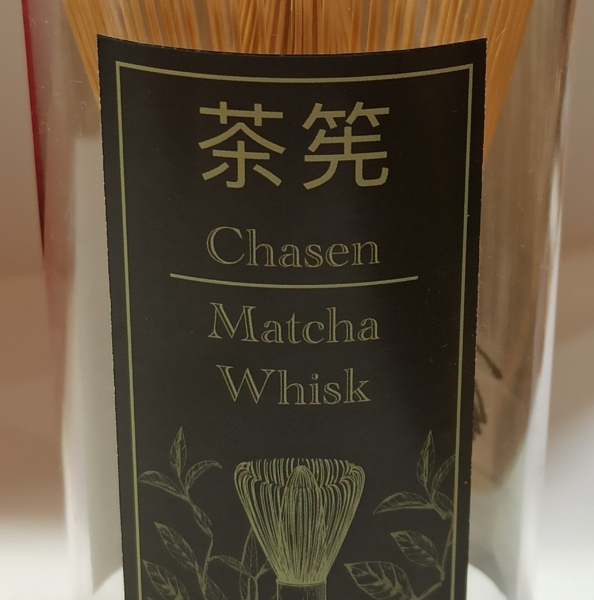 茶筅
Chasen
Matcha
Whisk